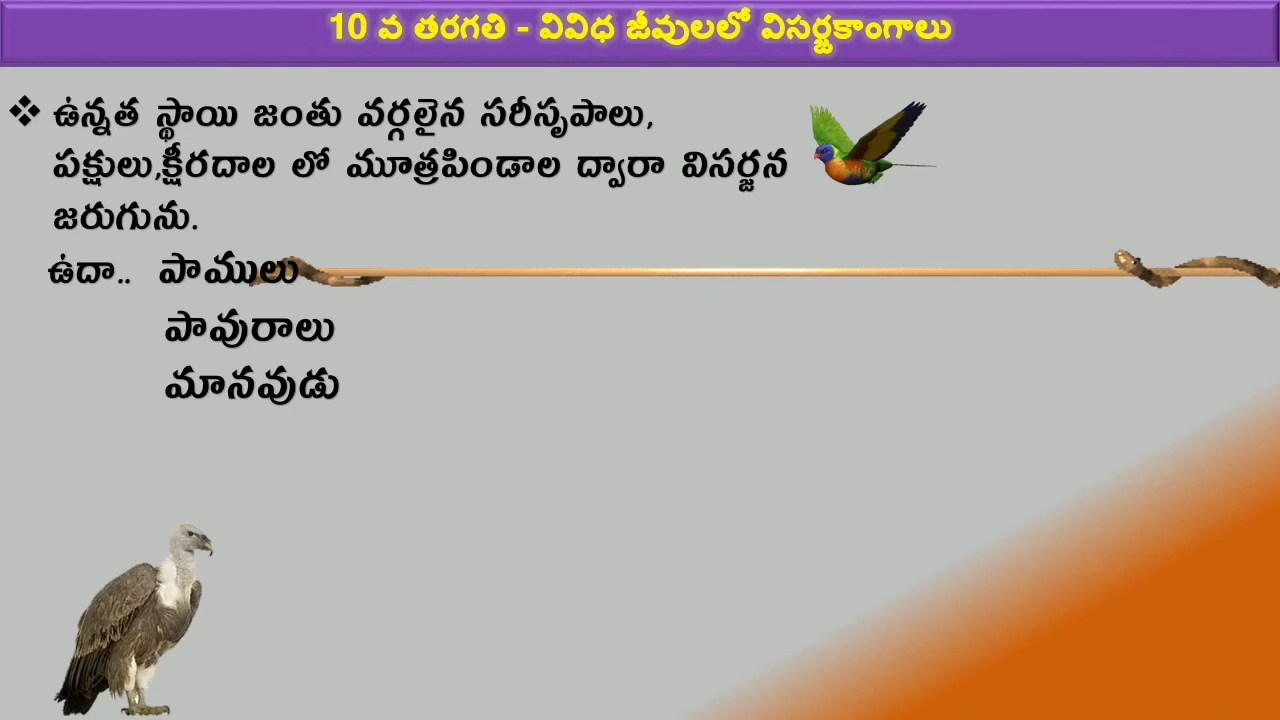 10 వ తరగతి - వివిధ జీవులలో విసర్జకాంగాలు
❖ ఉన్నత స్థాయి జంతు వర్గలైన సరీసృపాలు,
పక్షులు,క్షీరదాల లో మూత్రపిండాల ద్వారా విసర్జన
జరుగును.
ఉదా.. పాములు
పావురాలు
మానవుడు